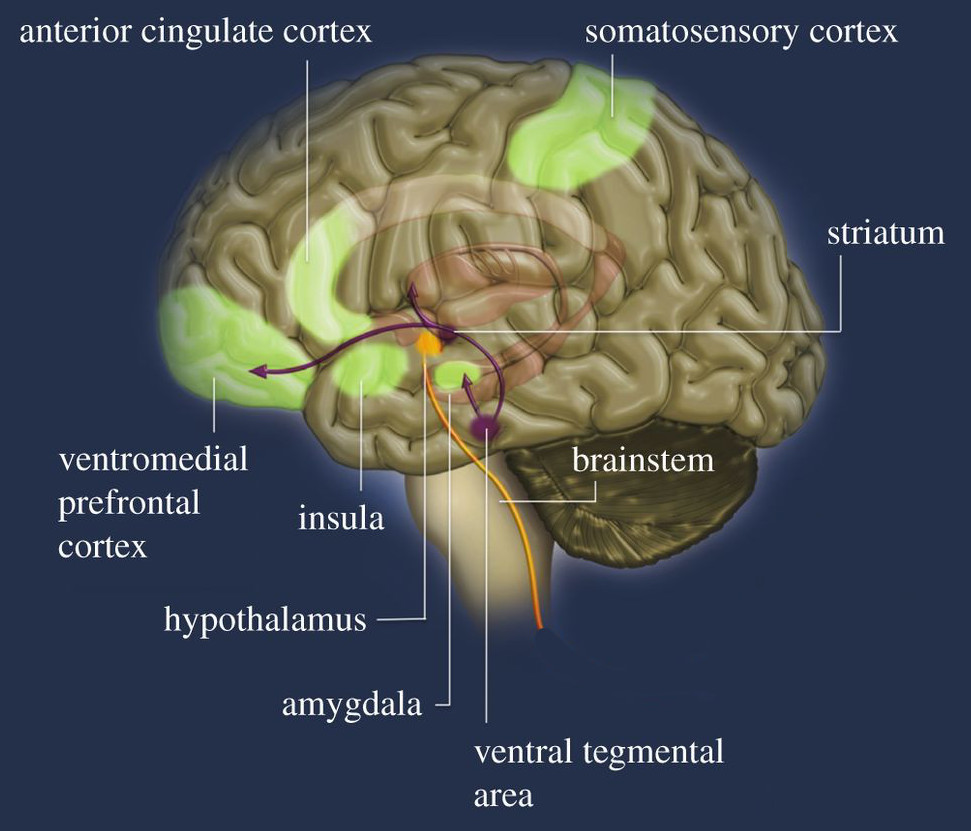 anterior cingulate cortex
somatosensory cortex
striatum
ventromedial
prefrontal
cortex
brainstem
insula
hypothalamus
amygdala
ventral tegmental
area